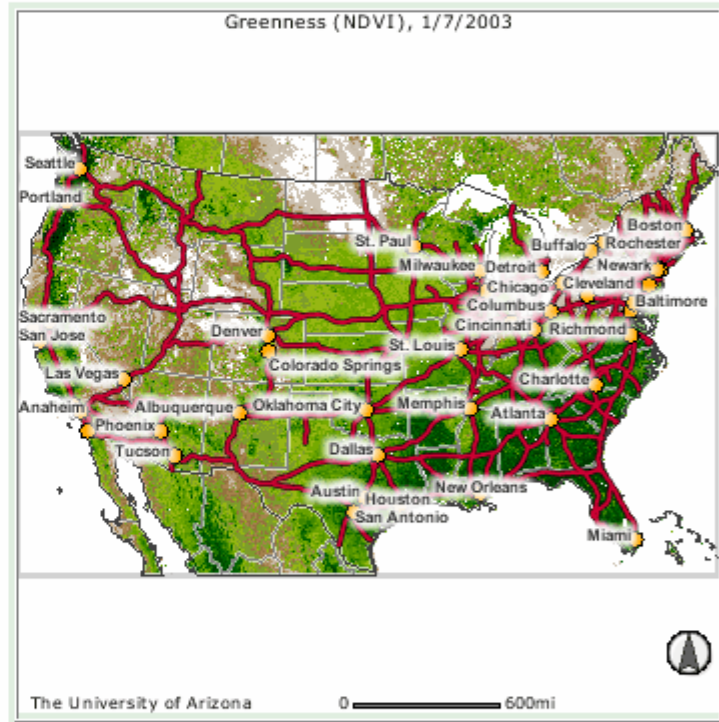 Greenness (NDVI), 1/7/2003
Seattle
Portland
Boston
St. Paul
Buffalo
Rochester
Milwaukee
Detroit
Newark
Chicago
Cleveland
Columbus
Baltimore
Sacramento
Denver
Cincinnati
Richmond
San Jose
St. Louis
Colorado Springs
Las Vegas
Charlotte
Anaheim
Albuquerque
Oklahoma City
Memphis
Atlanta
Phoenix
Tucson
Dallas
Austin
Houston
New Orleans
San Antonio
Miami
The University of Arizona
0
600mi